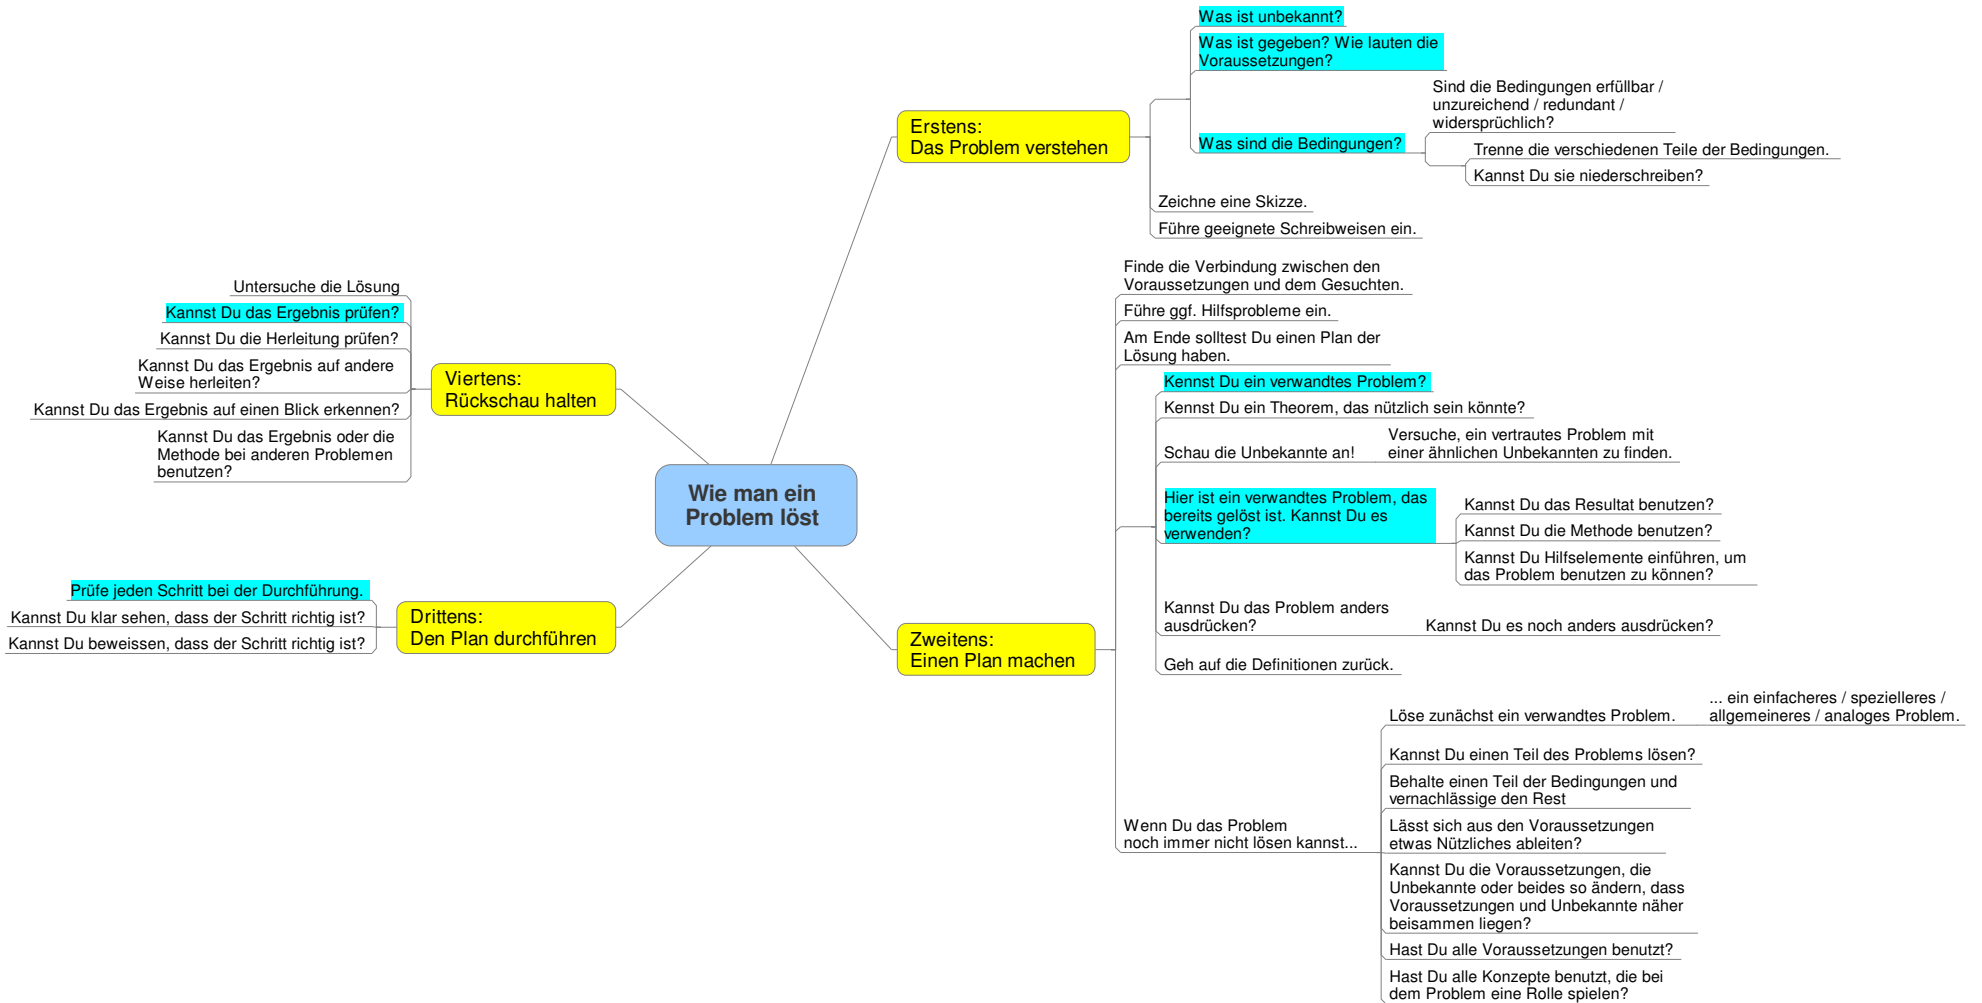 Wie man ein
Problem löst
Erstens:
Das Problem verstehen
Was ist unbekannt?
Was ist gegeben? Wie lauten die
Voraussetzungen?
Was sind die Bedingungen?
Sind die Bedingungen erfüllbar /
unzureichend / redundant /
widersprüchlich?
Trenne die verschiedenen Teile der Bedingungen.
Kannst Du sie niederschreiben?
Zeichne eine Skizze.
Führe geeignete Schreibweisen ein.
Zweitens:
Einen Plan machen
Finde die Verbindung zwischen den
Voraussetzungen und dem Gesuchten.
Führe ggf. Hilfsprobleme ein.
Am Ende solltest Du einen Plan der
Lösung haben.
Kennst Du ein verwandtes Problem?
Kennst Du ein Theorem, das nützlich sein könnte?
Schau die Unbekannte an!
Versuche, ein vertrautes Problem mit
einer ähnlichen Unbekannten zu finden.
Hier ist ein verwandtes Problem, das
bereits gelöst ist. Kannst Du es
verwenden?
Kannst Du das Resultat benutzen?
Kannst Du die Methode benutzen?
Kannst Du Hilfselemente einführen, um
das Problem benutzen zu können?
Kannst Du das Problem anders
ausdrücken?
Kannst Du es noch anders ausdrücken?
Geh auf die Definitionen zurück.
Wenn Du das Problem
noch immer nicht lösen kannst...
Löse zunächst ein verwandtes Problem.
... ein einfacheres / spezielleres /
allgemeineres / analoges Problem.
Kannst Du einen Teil des Problems lösen?
Behalte einen Teil der Bedingungen und
vernachlässige den Rest
Lässt sich aus den Voraussetzungen
etwas Nützliches ableiten?
Kannst Du die Voraussetzungen, die
Unbekannte oder beides so ändern, dass
Voraussetzungen und Unbekannte näher
beisammen liegen?
Hast Du alle Voraussetzungen benutzt?
Hast Du alle Konzepte benutzt, die bei
dem Problem eine Rolle spielen?
Drittens:
Den Plan durchführen
Prüfe jeden Schritt bei der Durchführung.
Kannst Du klar sehen, dass der Schritt richtig ist?
Kannst Du beweissen, dass der Schritt richtig ist?
Viertens:
Rückschau halten
Untersuche die Lösung
Kannst Du das Ergebnis prüfen?
Kannst Du die Herleitung prüfen?
Kannst Du das Ergebnis auf andere
Weise herleiten?
Kannst Du das Ergebnis auf einen Blick erkennen?
Kannst Du das Ergebnis oder die
Methode bei anderen Problemen
benutzen?